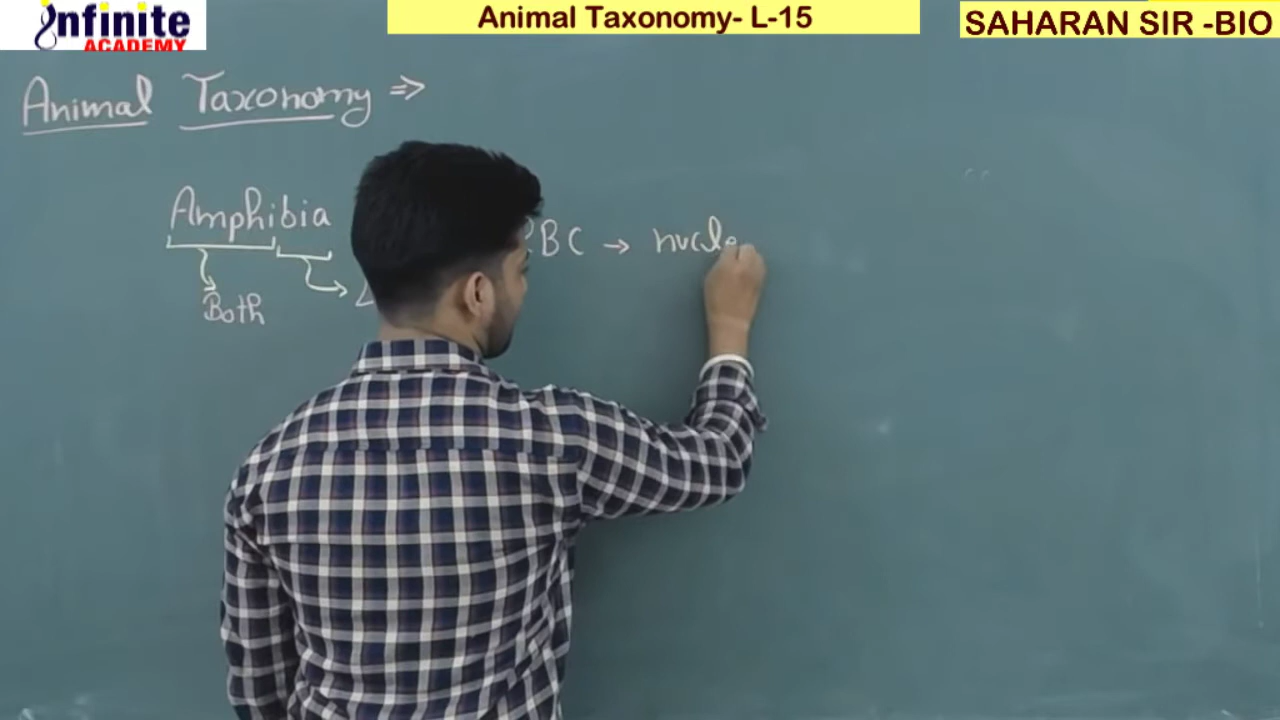 infinite
ACADEMY
Animal Taxonomy- L-15
SAHARAN SIR -BIO
Animal Taxonomy ⇒
Amphibia
BC → nucle
Both